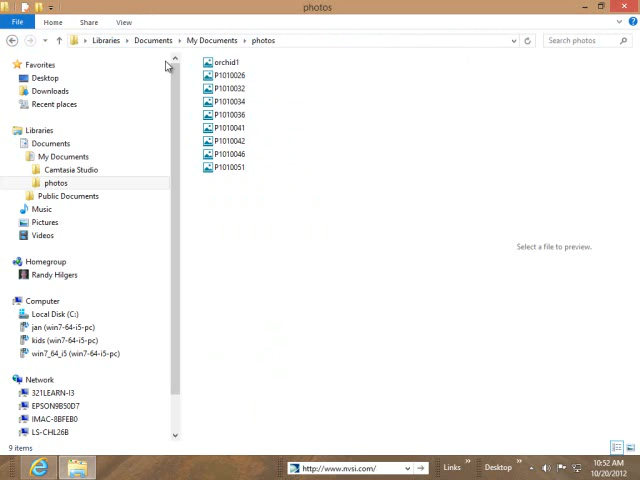 photos
File Home Share View
Libraries Documents My Documents photos Search photos
Favorites
Desktop
Downloads
Recent places
Libraries
Documents
My Documents
Camtasia Studio
photos
Public Documents
Music
Pictures
Videos
Homegroup
Randy Hilgers
Computer
Local Disk (C:)
jan (win7-64-i5-pc)
kids (win7-64-i5-pc)
win7_64_i5 (win7-64-i5-pc)
Network
321LEARN-I3
EPSON9B50D7
IMAC-8BFEB0
LS-CHL26B
orchid1
P1010026
P1010032
P1010034
P1010036
P1010041
P1010042
P1010046
P1010051
Select a file to preview.
9 items
http://www.nvsi.com/ Links Desktop
10:52 AM
10/20/2012